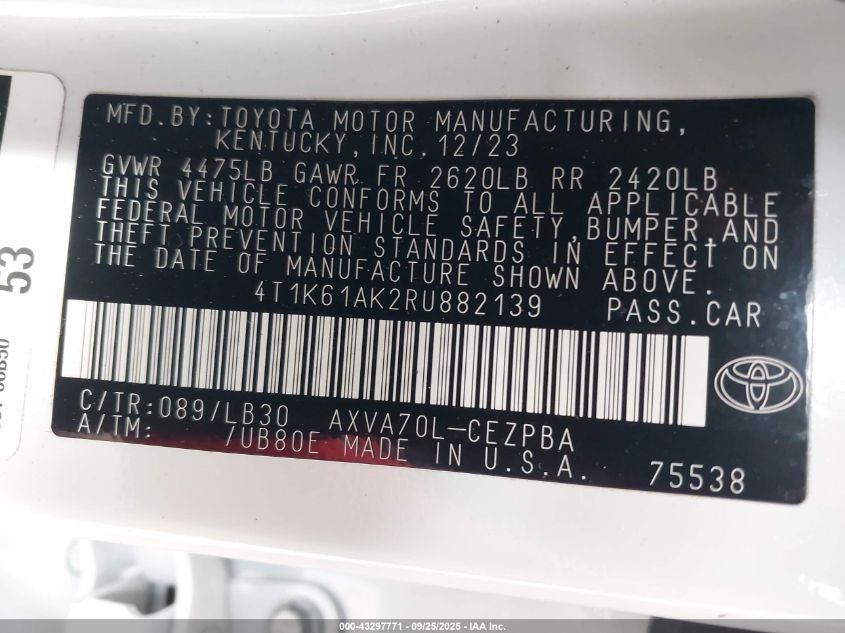 MFD.BY:TOYOTA MOTOR MANUFACTURING,
KENTUCKY,INC. 12/23
GVWR 4475LB GAWR FR 2620LB RR 2420LB
THIS VEHICLE CONFORMS TO ALL APPLICABLE
FEDERAL MOTOR VEHICLE SAFETY,BUMPER,AND
THEFT PREVENTION STANDARDS IN EFFECT ON
THE DATE OF MANUFACTURE SHOWN ABOVE.
4T1K61AK2RU882139 PASS.CAR
C/TR:089/LB30 AXVA70L-CEZPBA
A/TM: /UB80E MADE IN U.S.A. 75538
53
000-43297771 | 09/25/2025 - IAA Inc.